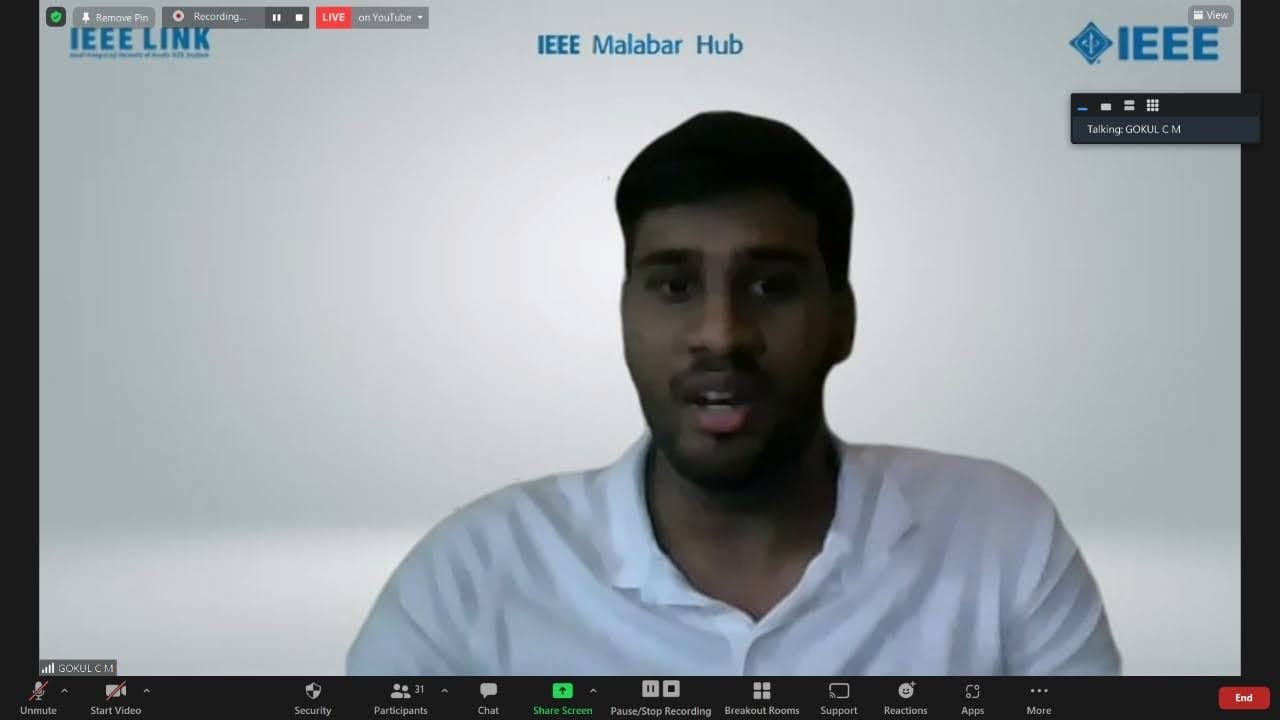 Remove Pin
Recording...
LIVE on YouTube
View
IEEE LINK
IEEE Malabar Hub
IEEE
Talking: GOKUL C M
GOKUL C M
Unmute
Start Video
Security
31
Participants
Chat
Share Screen
Pause/Stop Recording
Breakout Rooms
Support
Reactions
Apps
More
End